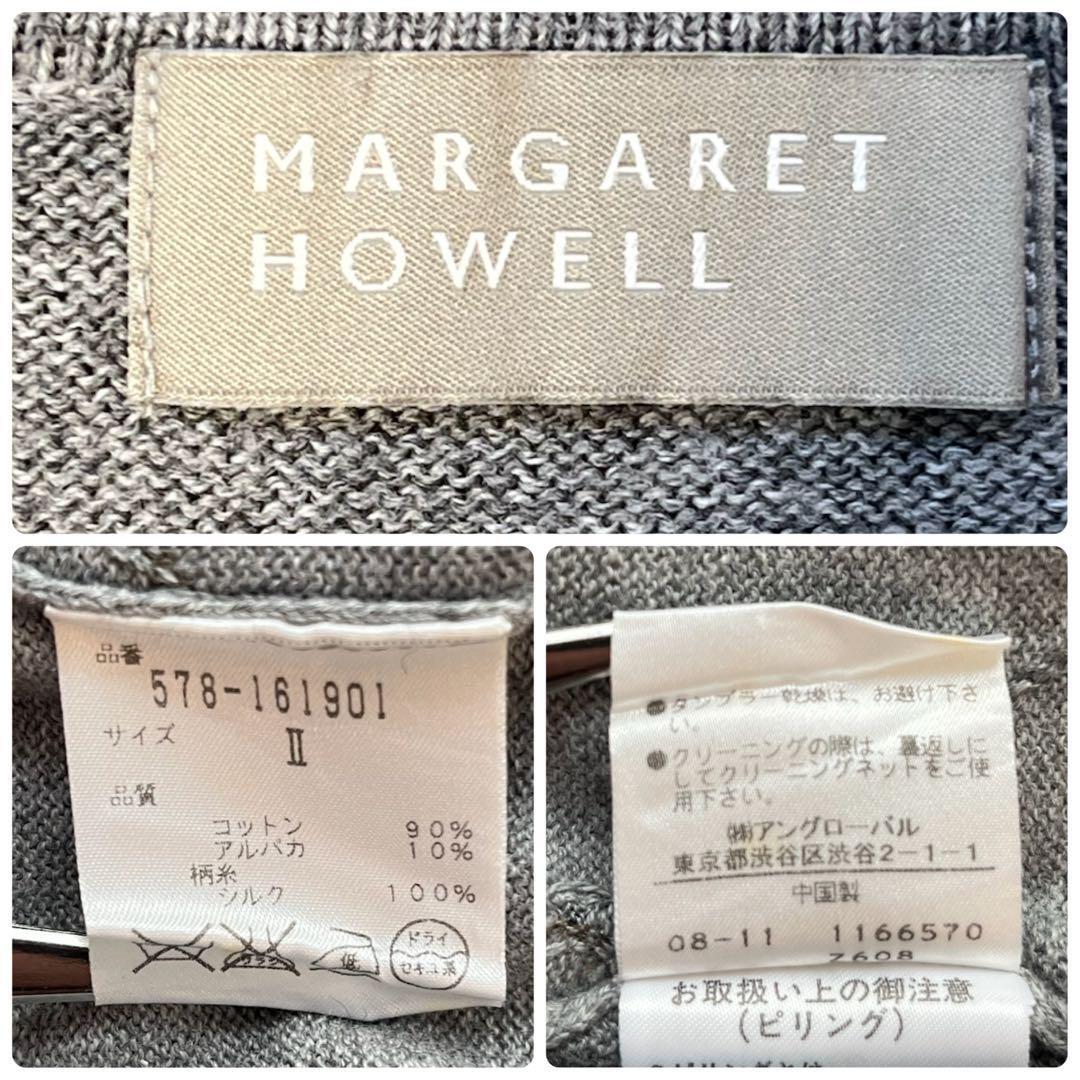 MARGARET
HOWELL
品番
578-161901
サイズ
Ⅱ
品質
コットン 90%
アルパカ 10%
柄糸
シルク 100%
低
ドライ
セキユ系
●タンブラー乾燥は、お避け下さ
い。
●クリーニングの際は、裏返しに
してクリーニングネットをご使
用下さい。
㈱アングローバル
東京都渋谷区渋谷2-1-1
中国製
08-11 1166570
Z608
お取扱い上の御注意
(ピリング)